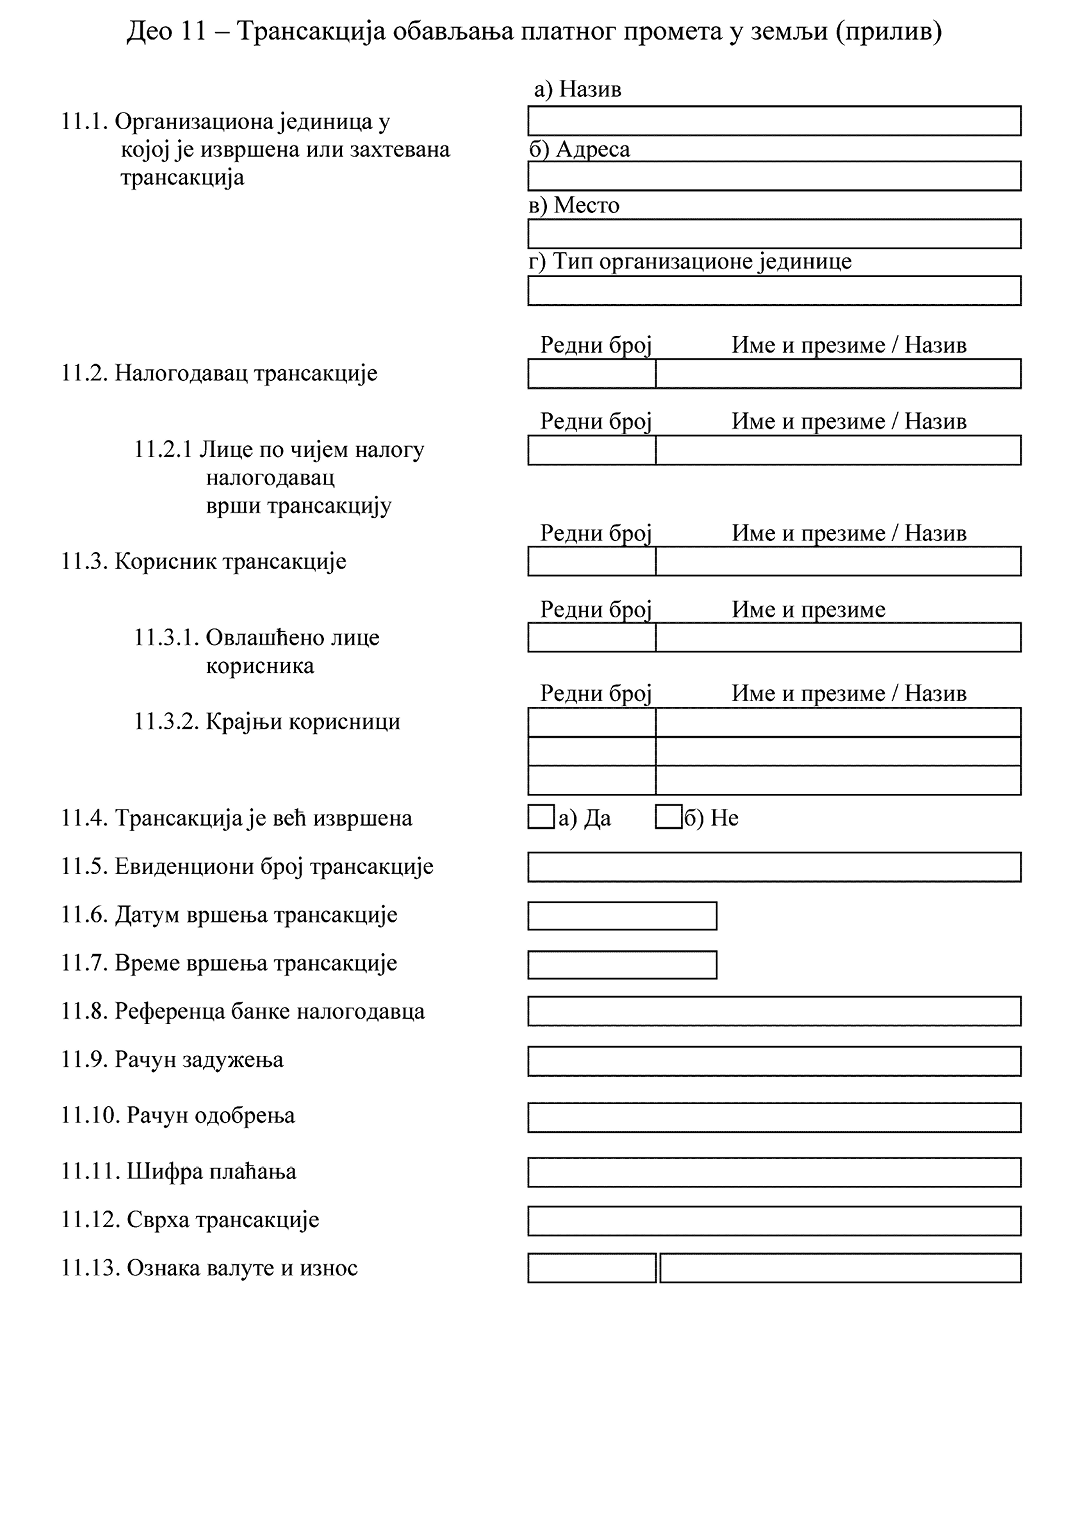 Део 11 – Трансакција обављања платног промета у земљи (прилив)
а) Назив
11.1. Организациона јединица у
којој је извршена или захтевана
трансакција
б) Адреса
в) Место
г) Тип организационе јединице
Редни број Име и презиме / Назив
11.2. Налогодавац трансакције
Редни број Име и презиме / Назив
11.2.1 Лице по чијем налогу
налогодавац
врши трансакцију
Редни број Име и презиме / Назив
11.3. Корисник трансакције
Редни број Име и презиме
11.3.1. Овлашћено лице
корисника
Редни број Име и презиме / Назив
11.3.2. Крајњи корисници
11.4. Трансакција је већ извршена а) Да б) Не
11.5. Евиденциони број трансакције
11.6. Датум вршења трансакције
11.7. Време вршења трансакције
11.8. Референца банке налогодавца
11.9. Рачун задужења
11.10. Рачун одобрења
11.11. Шифра плаћања
11.12. Сврха трансакције
11.13. Ознака валуте и износ